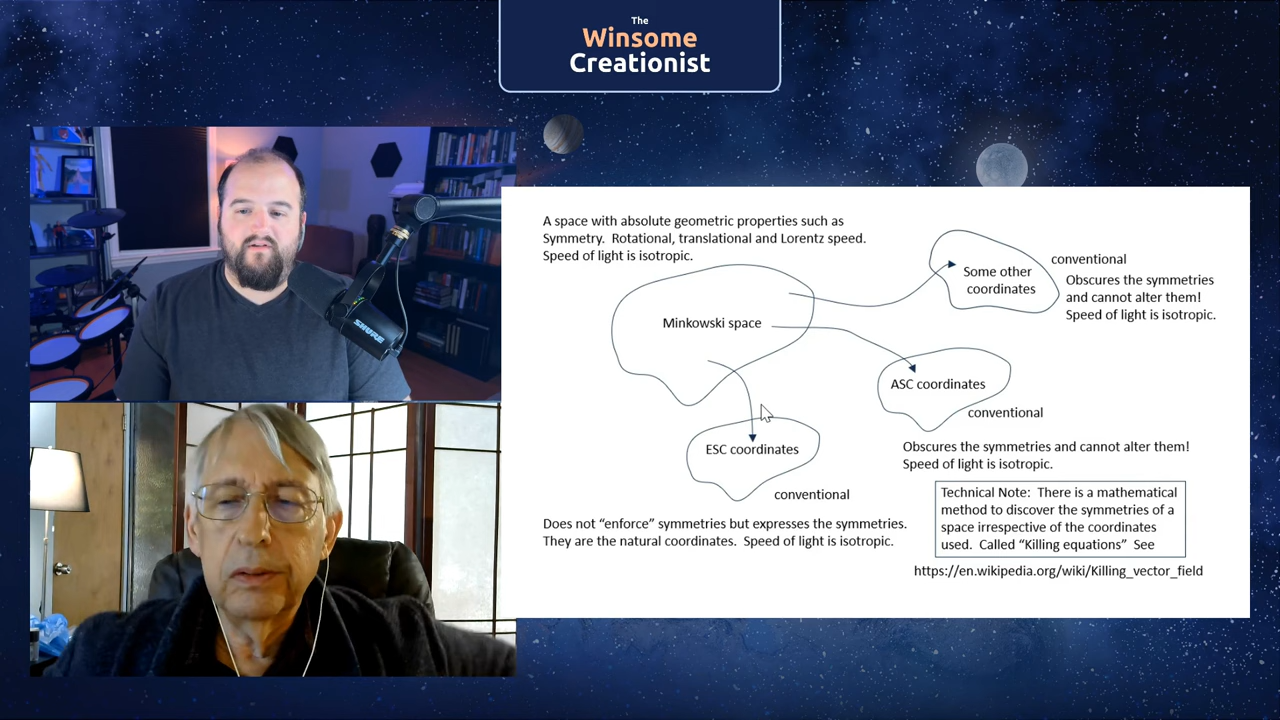 The
Winsome
Creationist
SHURE
A space with absolute geometric properties such as
Symmetry. Rotational, translational and Lorentz speed.
Speed of light is isotropic.
Minkowski space
Some other
coordinates
conventional
Obscures the symmetries
and cannot alter them!
Speed of light is isotropic.
ASC coordinates
conventional
Obscures the symmetries and cannot alter them!
Speed of light is isotropic.
ESC coordinates
conventional
Does not “enforce” symmetries but expresses the symmetries.
They are the natural coordinates. Speed of light is isotropic.
Technical Note: There is a mathematical
method to discover the symmetries of a
space irrespective of the coordinates
used. Called “Killing equations” See
https://en.wikipedia.org/wiki/Killing_vector_field